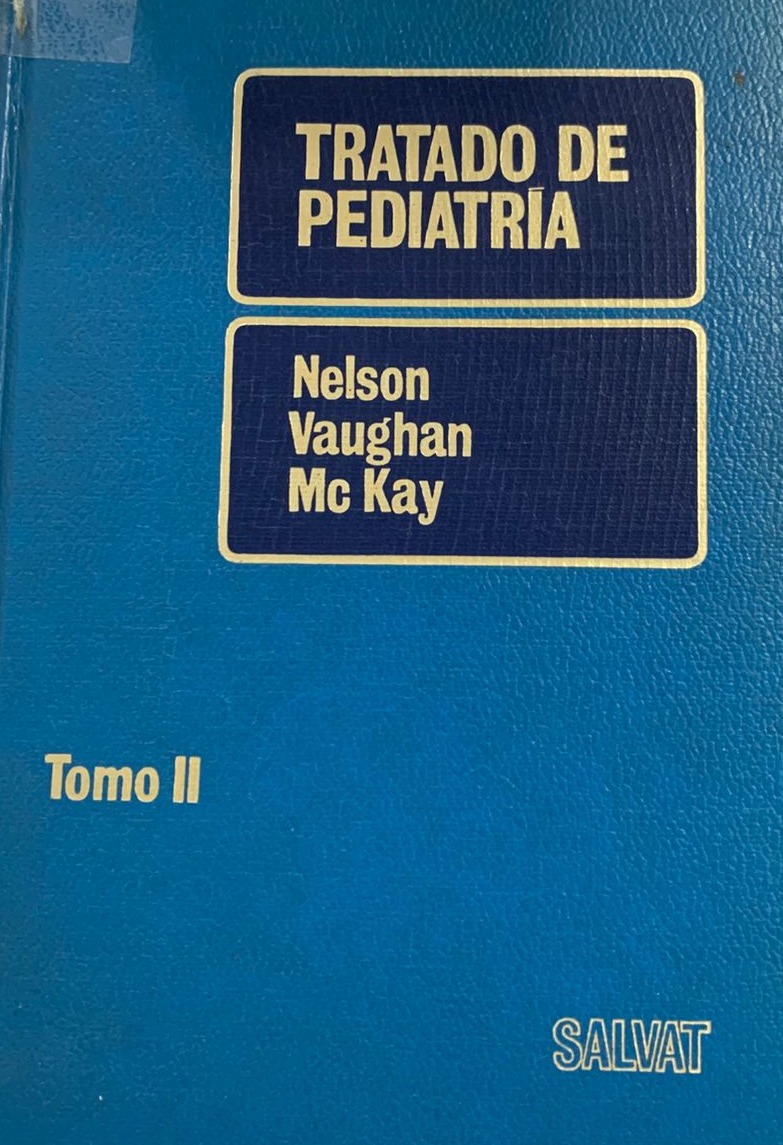 TRATADO DE
PEDIATRÍA
Nelson
Vaughan
Mc Kay
Tomo II
SALVAT